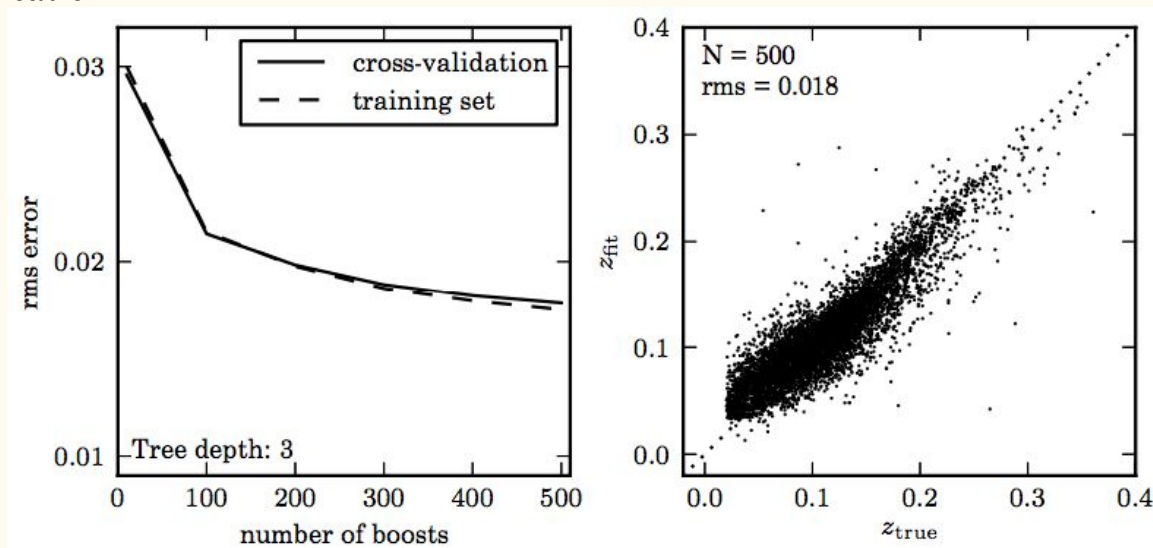 0.03
0.02
0.01
rms error
cross-validation
training set
Tree depth: 3
0 100 200 300 400 500
number of boosts
0.4
0.3
0.2
0.1
0.0
z_fit
N = 500
rms = 0.018
0.0 0.1 0.2 0.3 0.4
z_true